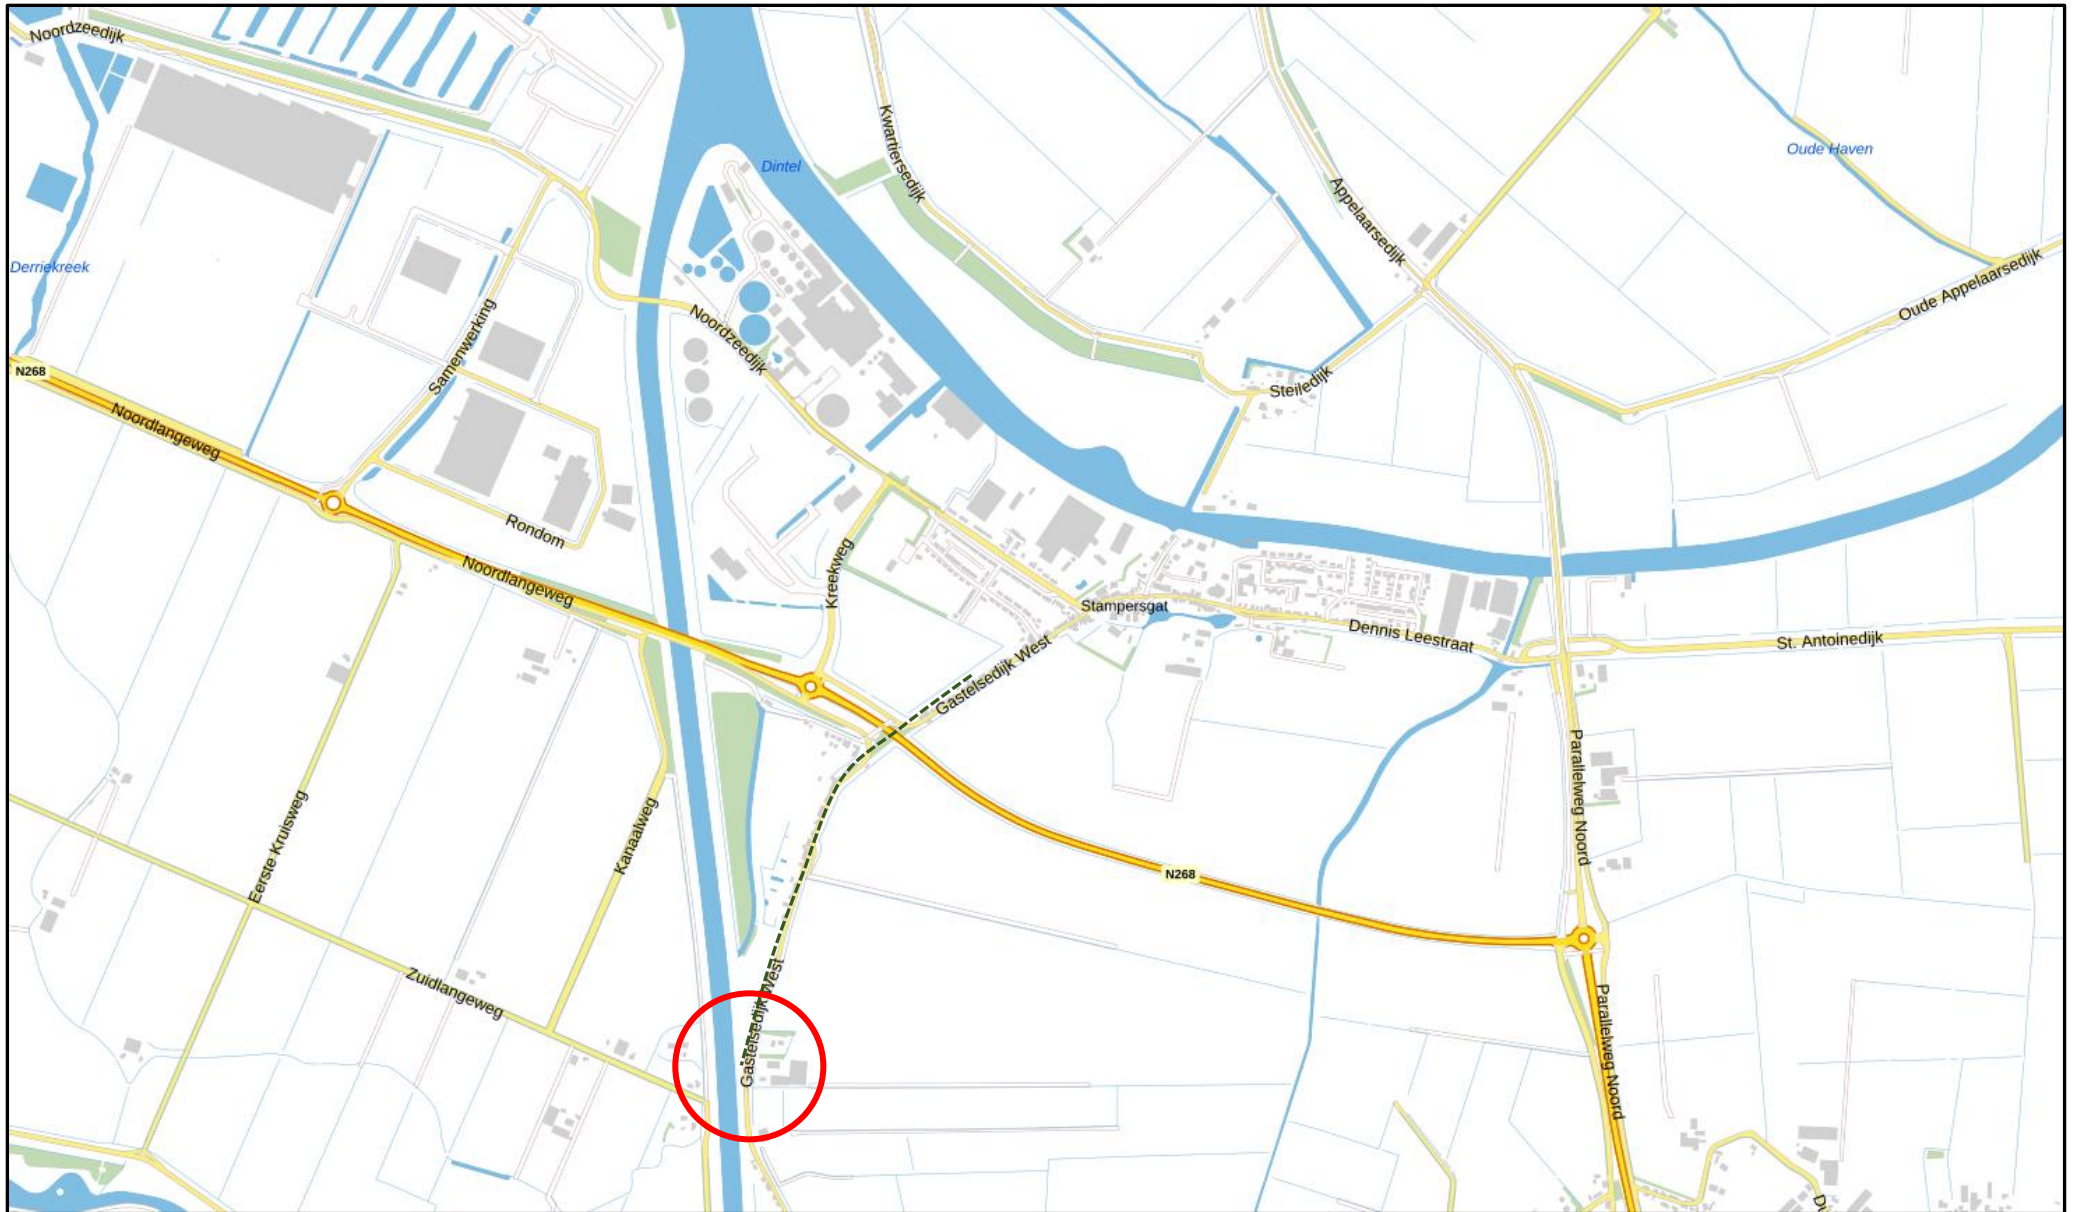 Noordzeedijk
Kwartiersedijk
Dintel
Oude Haven
Appelaarsedijk
Derriekreek
Oude Appelaarsedijk
Samenwerking
Noordzeedijk
N268
Steiledijk
Noordlangeweg
Rondom
Noordlangeweg
Kreekweg
Stampersgat
Dennis Leestraat
St. Antoinedijk
Gastelsedijk West
Parallelweg Noord
Eerste Kruisweg
Kanaalweg
N268
Zuidlangeweg
Gastelsedijk West
Parallelweg Noord